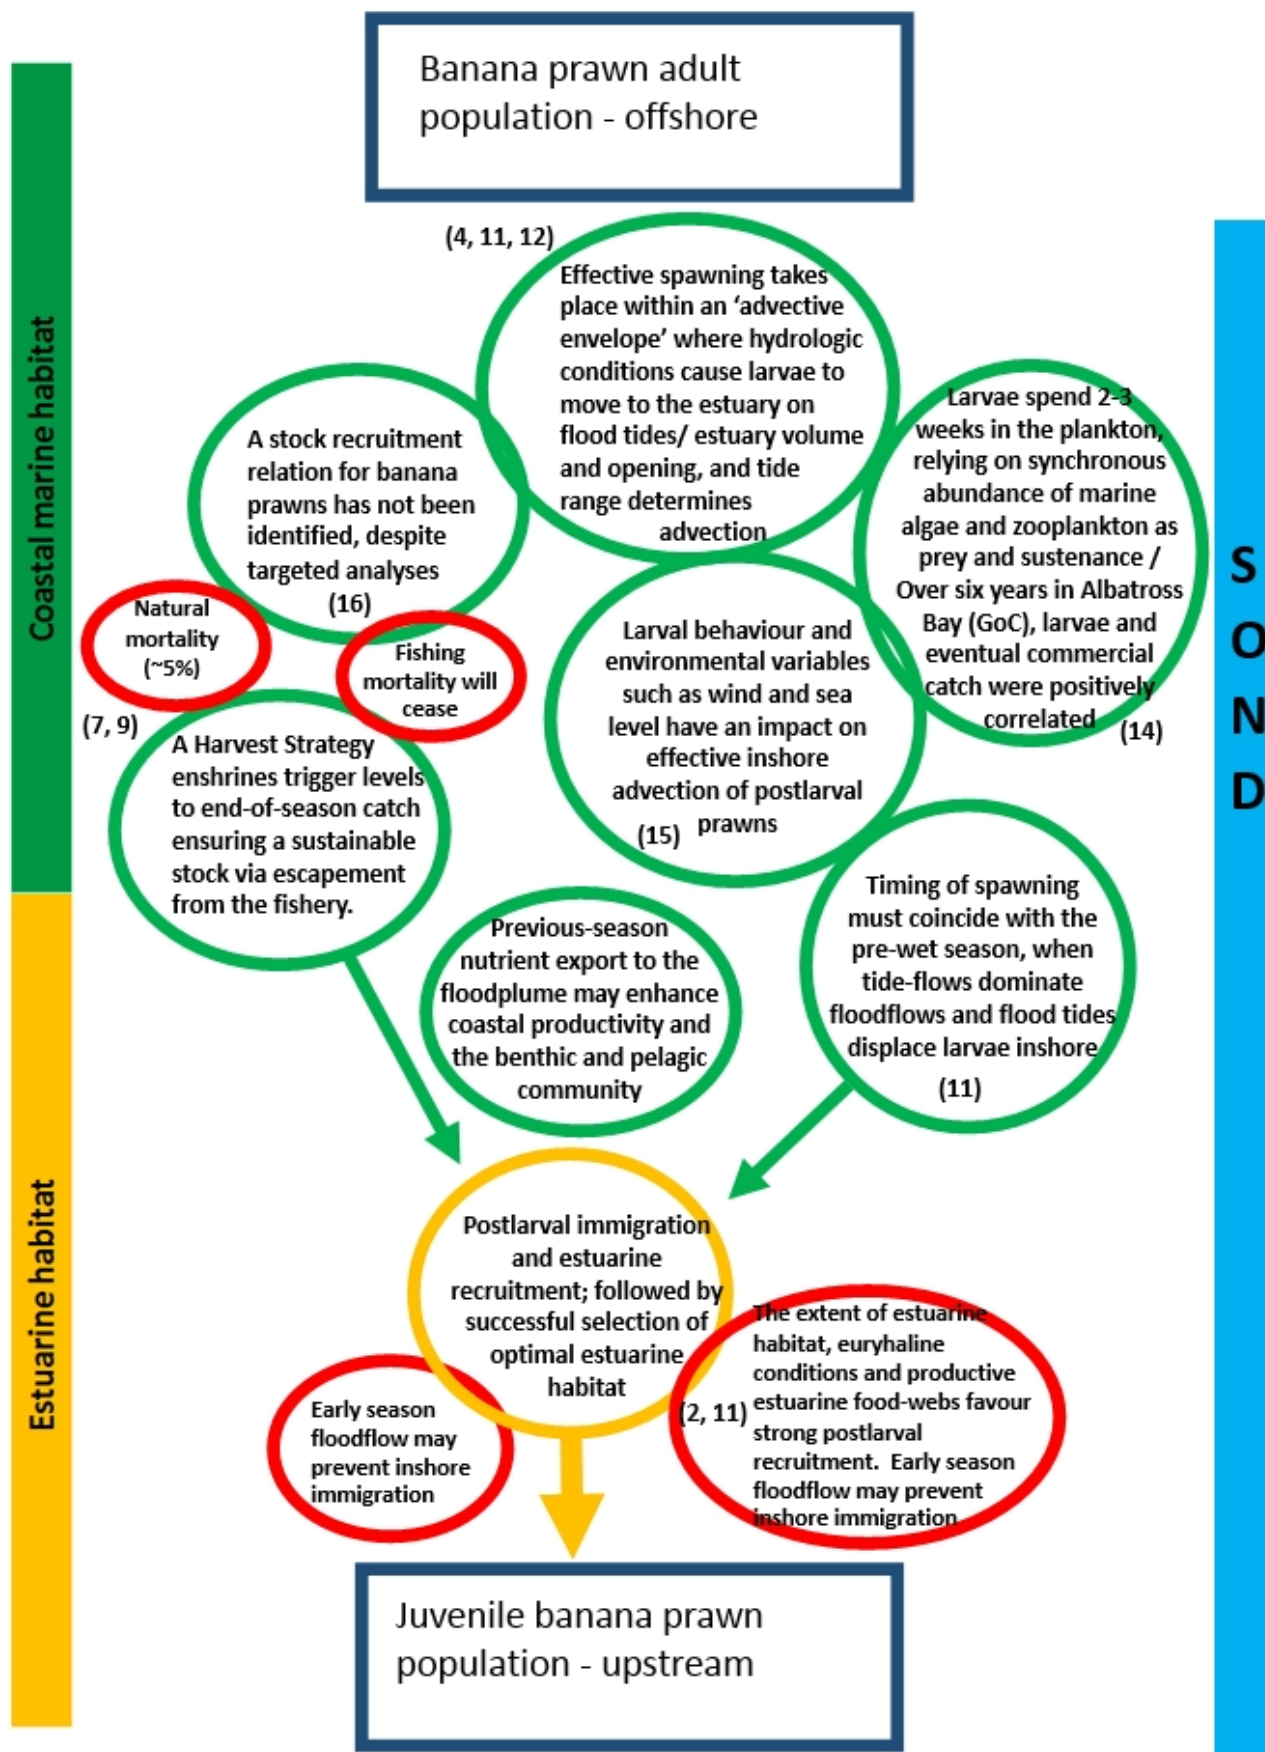 Banana prawn adult
population - offshore
Coastal marine habitat
(4, 11, 12)
Effective spawning takes
place within an ‘advective
envelope’ where hydrologic
conditions cause larvae to
move to the estuary on
flood tides/ estuary volume
and opening, and tide
range determines
advection
A stock recruitment
relation for banana
prawns has not been
identified, despite
targeted analyses
(16)
Larvae spend 2-3
weeks in the plankton,
relying on synchronous
abundance of marine
algae and zooplankton as
prey and sustenance /
Over six years in Albatross
Bay (GoC), larvae and
eventual commercial
catch were positively
correlated
(14)
S
O
N
D
Natural
mortality
(~5%)
Fishing
mortality will
cease
Larval behaviour and
environmental variables
such as wind and sea
level have an impact on
effective inshore
advection of postlarval
prawns
(15)
(7, 9)
A Harvest Strategy
enshrines trigger levels
to end-of-season catch
ensuring a sustainable
stock via escapement
from the fishery.
Timing of spawning
must coincide with the
pre-wet season, when
tide-flows dominate
floodflows and flood tides
displace larvae inshore
(11)
Previous-season
nutrient export to the
floodplume may enhance
coastal productivity and
the benthic and pelagic
community
Estuarine habitat
Postlarval immigration
and estuarine
recruitment; followed by
successful selection of
optimal estuarine
habitat
Early season
floodflow may
prevent inshore
immigration
(2, 11)
The extent of estuarine
habitat, euryhaline
conditions and productive
estuarine food-webs favour
strong postlarval
recruitment. Early season
floodflow may prevent
inshore immigration
Juvenile banana prawn
population - upstream